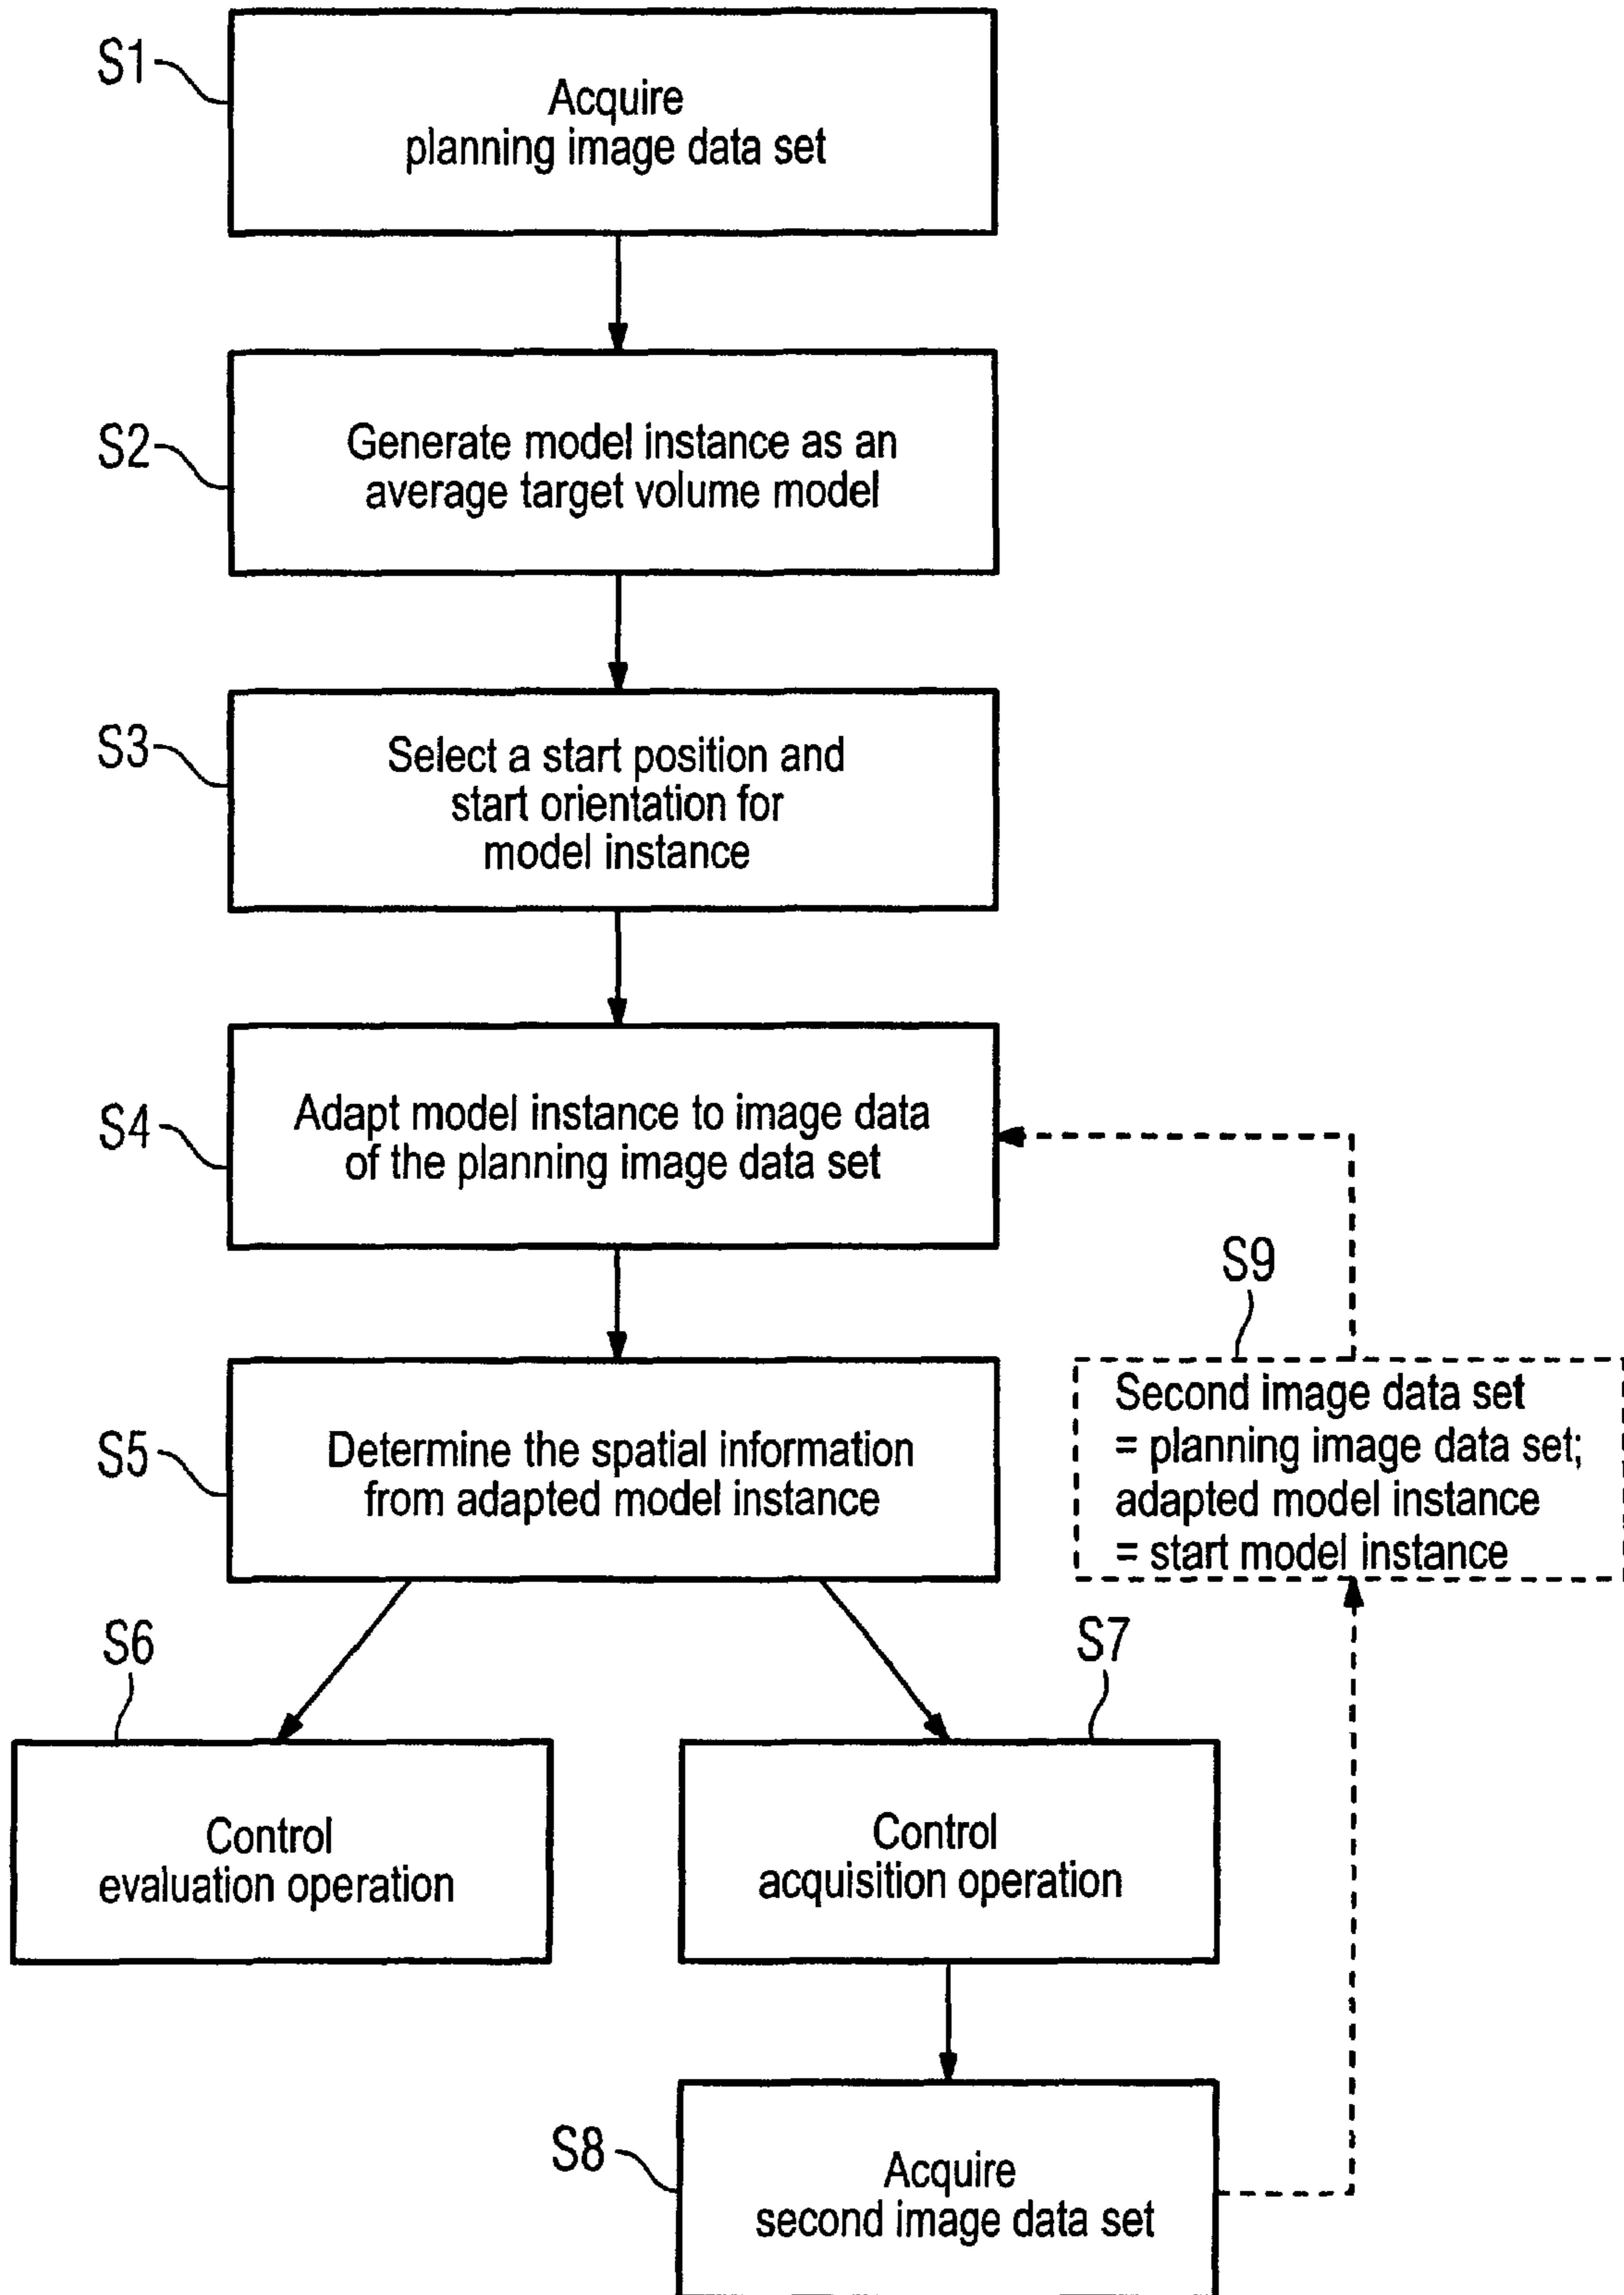 S1
Acquire
planning image data set
S2
Generate model instance as an
average target volume model
S3
Select a start position and
start orientation for
model instance
S4
Adapt model instance to image data
of the planning image data set
S9
Second image data set
= planning image data set;
adapted model instance
= start model instance
S5
Determine the spatial information
from adapted model instance
S6
Control
evaluation operation
S7
Control
acquisition operation
S8
Acquire
second image data set